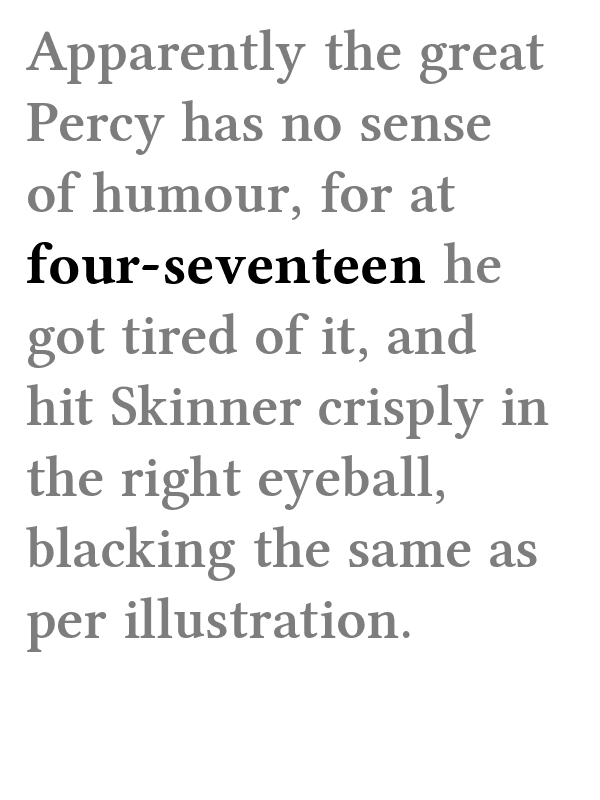 Apparently the great
Percy has no sense
of humour, for at
four-seventeen he
got tired of it, and
hit Skinner crisply in
the right eyeball,
blacking the same as
per illustration.